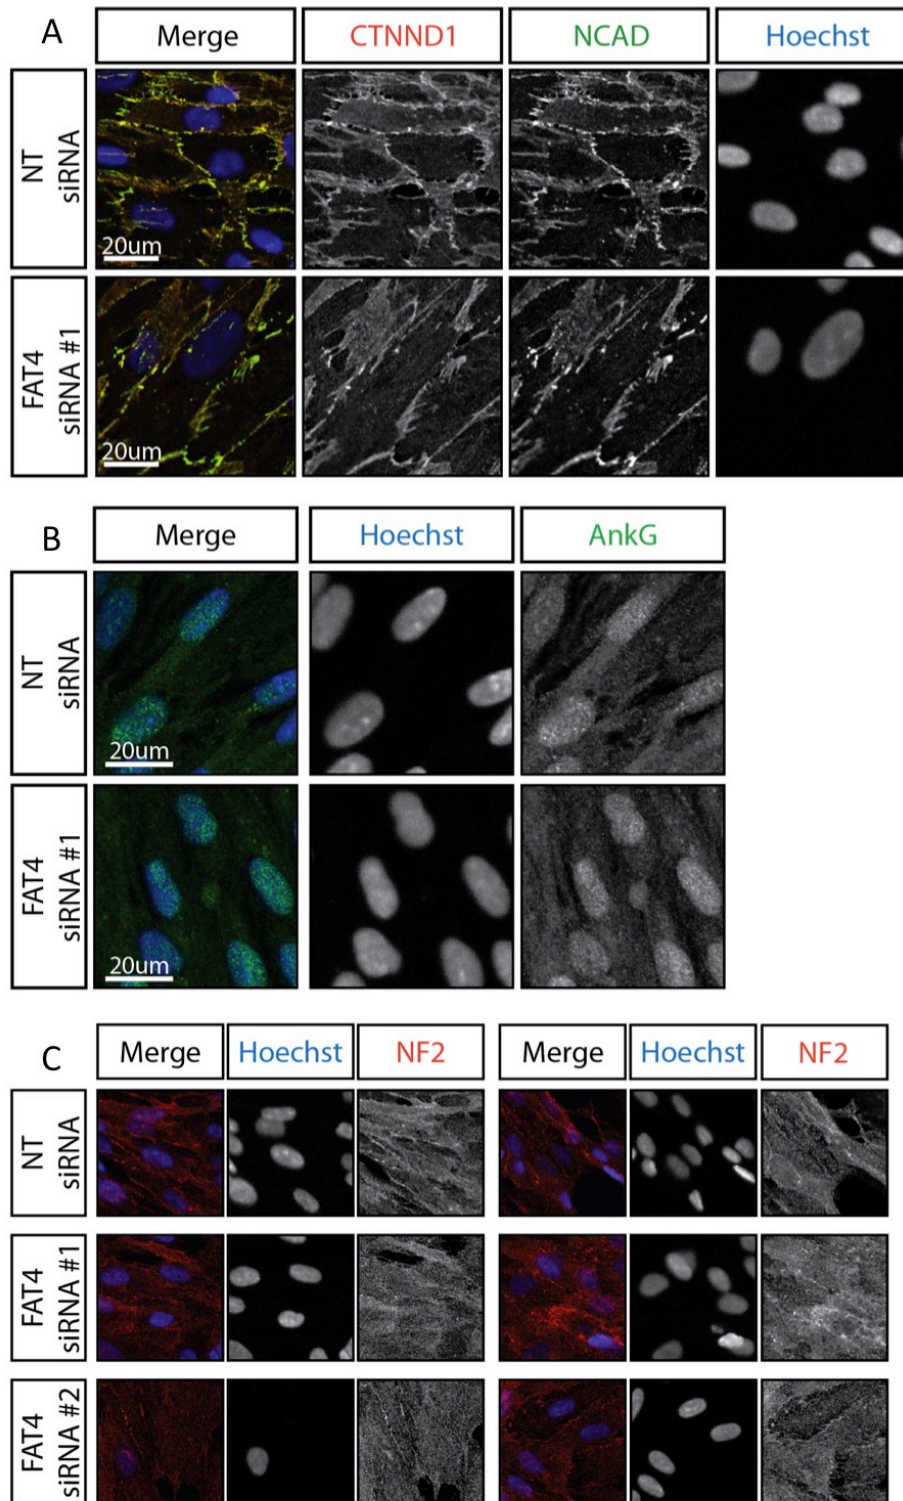 A
Merge
CTNND1
NCAD
Hoechst
NT
siRNA
20um
FAT4
siRNA #1
20um
B
Merge
Hoechst
AnkG
NT
siRNA
20um
FAT4
siRNA #1
20um
C
Merge
Hoechst
NF2
Merge
Hoechst
NF2
NT
siRNA
FAT4
siRNA #1
FAT4
siRNA #2